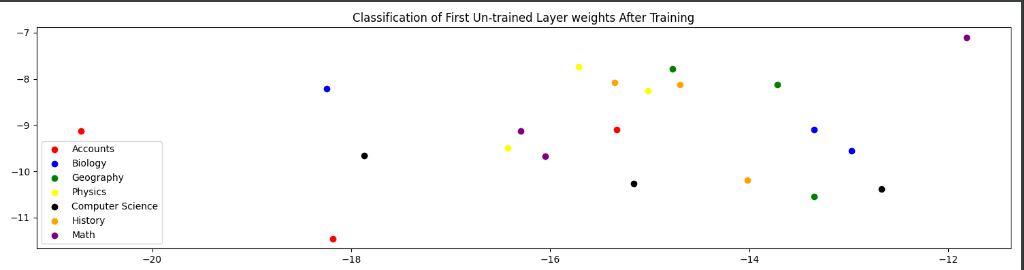 Classification of First Un-trained Layer weights After Training
−7
−8
−9
−10
−11
Accounts
Biology
Geography
Physics
Computer Science
History
Math
−20 −18 −16 −14 −12